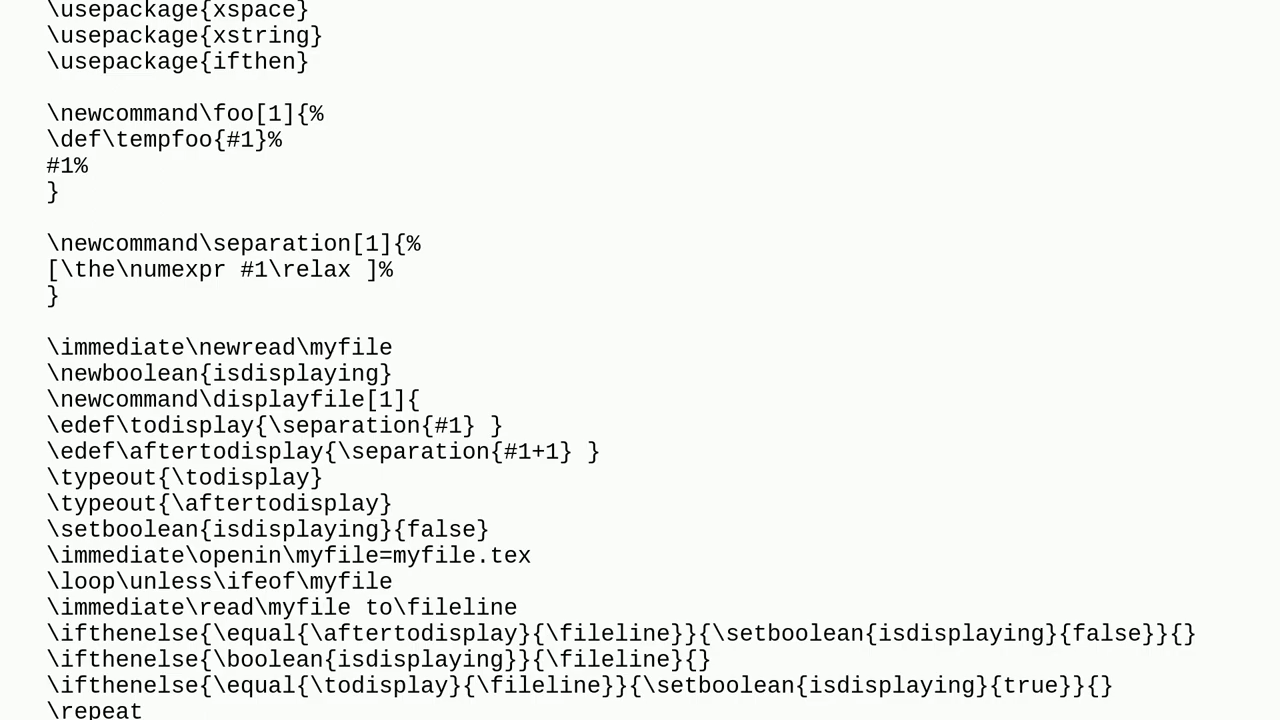 \usepackage{xspace}
\usepackage{xstring}
\usepackage{ifthen}

\newcommand\foo[1]{%
\def\tempfoo{#1}%
#1%
}

\newcommand\separation[1]{%
[\the\numexpr #1\relax ]%
}

\immediate\newread\myfile
\newboolean{isdisplaying}
\newcommand\displayfile[1]{
\edef\todisplay{\separation{#1} }
\edef\aftertodisplay{\separation{#1+1} }
\typeout{\todisplay}
\typeout{\aftertodisplay}
\setboolean{isdisplaying}{false}
\immediate\openin\myfile=myfile.tex
\loop\unless\ifeof\myfile
\immediate\read\myfile to\fileline
\ifthenelse{\equal{\aftertodisplay}{\fileline}}{\setboolean{isdisplaying}{false}}{}
\ifthenelse{\boolean{isdisplaying}}{\fileline}{}
\ifthenelse{\equal{\todisplay}{\fileline}}{\setboolean{isdisplaying}{true}}{}
\repeat